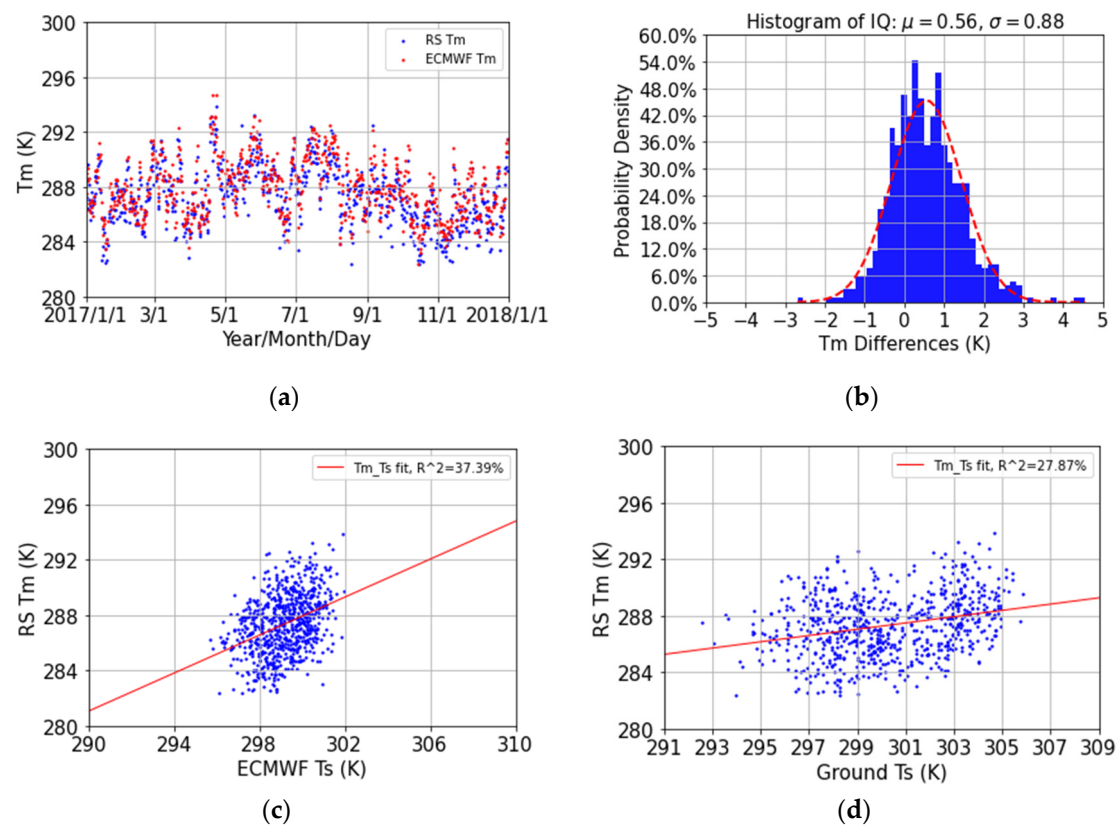 300
296
292
288
284
280
Tm (K)
RS Tm
ECMWF Tm
2017/1/1 3/1 5/1 7/1 9/1 11/1 2018/1/1
Year/Month/Day
(a)
Histogram of IQ: μ = 0.56, σ = 0.88
60.0%
54.0%
48.0%
42.0%
36.0%
30.0%
24.0%
18.0%
12.0%
6.0%
0.0%
Probability Density
−5 −4 −3 −2 −1 0 1 2 3 4 5
Tm Differences (K)
(b)
300
296
292
288
284
280
RS Tm (K)
Tm_Ts fit, R^2=37.39%
290 294 298 302 306 310
ECMWF Ts (K)
(c)
300
296
292
288
284
280
RS Tm (K)
Tm_Ts fit, R^2=27.87%
291 293 295 297 299 301 303 305 307 309
Ground Ts (K)
(d)